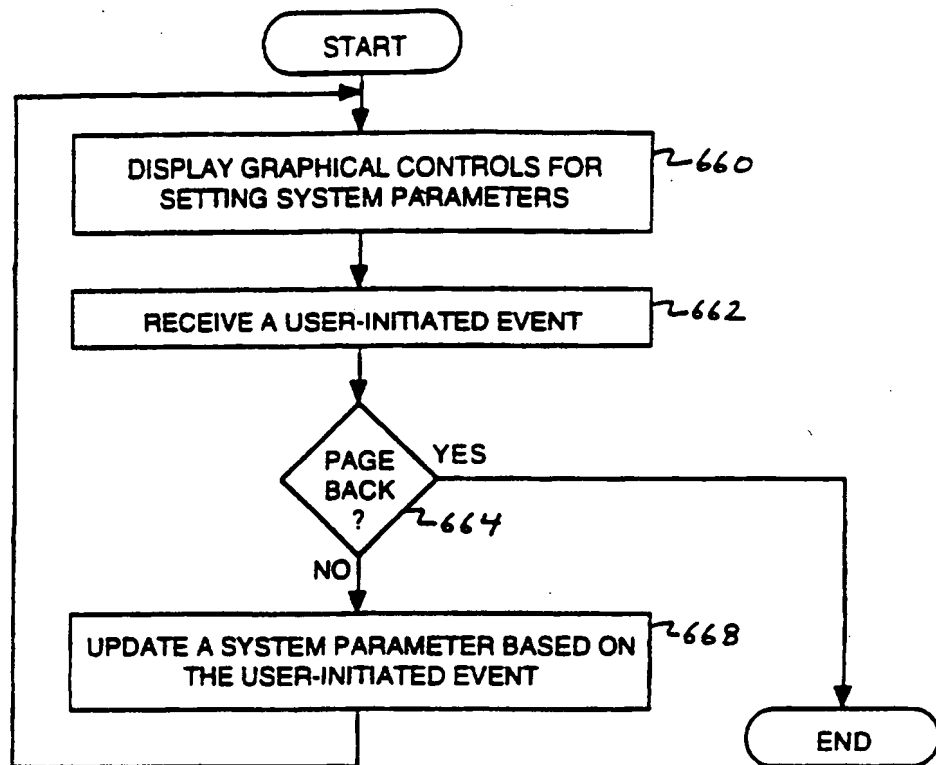 START
DISPLAY GRAPHICAL CONTROLS FOR
SETTING SYSTEM PARAMETERS
660
RECEIVE A USER-INITIATED EVENT
662
PAGE
BACK
?
YES
664
NO
UPDATE A SYSTEM PARAMETER BASED ON
THE USER-INITIATED EVENT
668
END